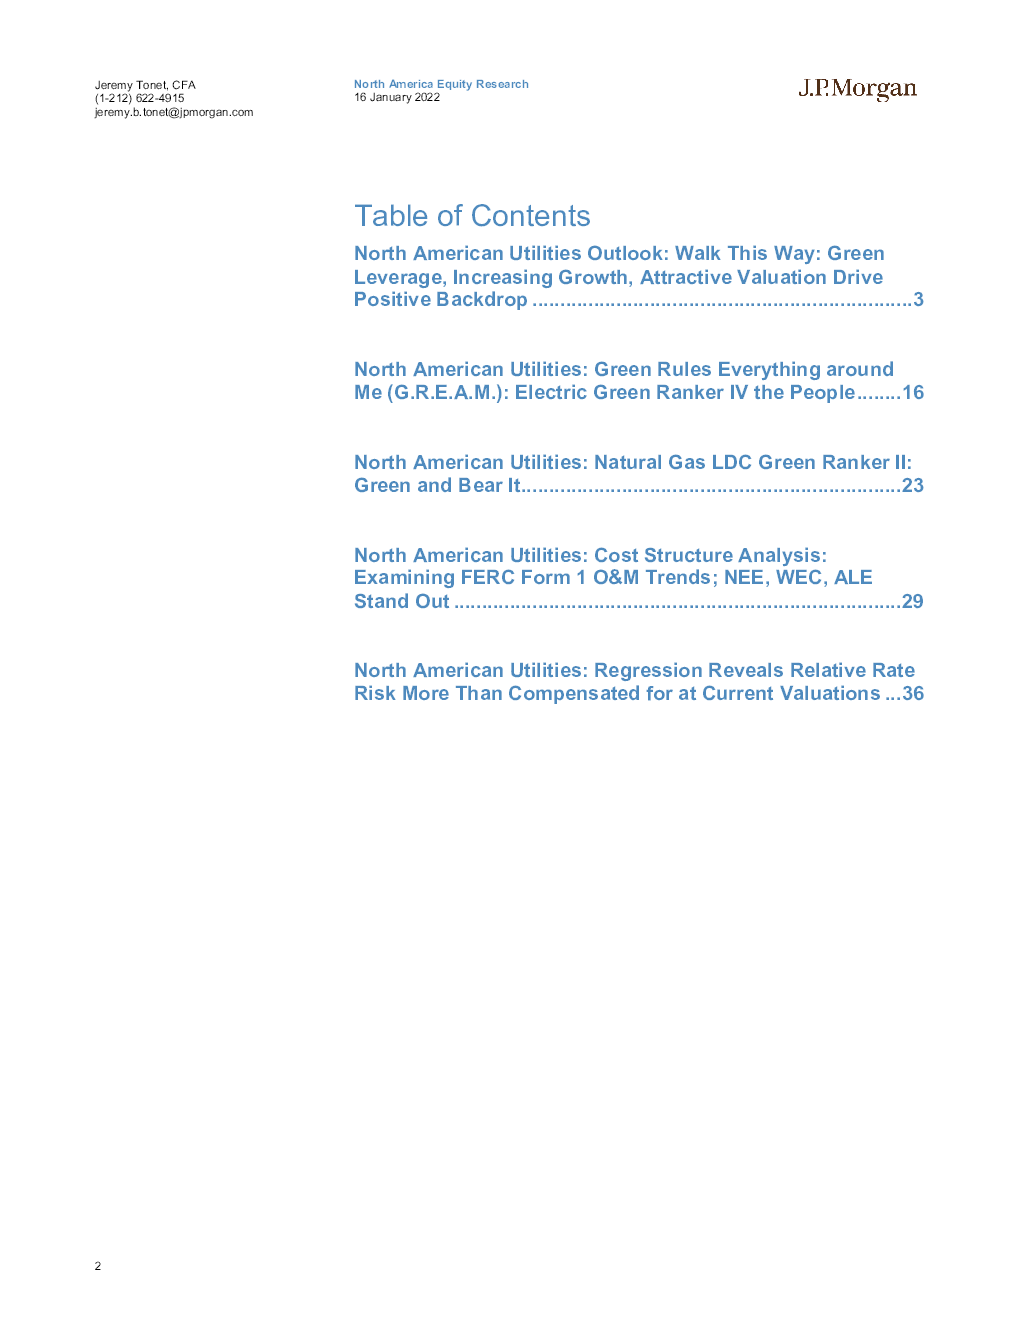 Jeremy Tonet, CFA
(1-212) 622-4915
jeremy.b.tonet@jpmorgan.com
North America Equity Research
16 January 2022
J.P.Morgan
Table of Contents
North American Utilities Outlook: Walk This Way: Green
Leverage, Increasing Growth, Attractive Valuation Drive
Positive Backdrop ....................................................................3
North American Utilities: Green Rules Everything around
Me (G.R.E.A.M.): Electric Green Ranker IV the People........16
North American Utilities: Natural Gas LDC Green Ranker II:
Green and Bear It....................................................................23
North American Utilities: Cost Structure Analysis:
Examining FERC Form 1 O&M Trends; NEE, WEC, ALE
Stand Out ................................................................................29
North American Utilities: Regression Reveals Relative Rate
Risk More Than Compensated for at Current Valuations ...36
2